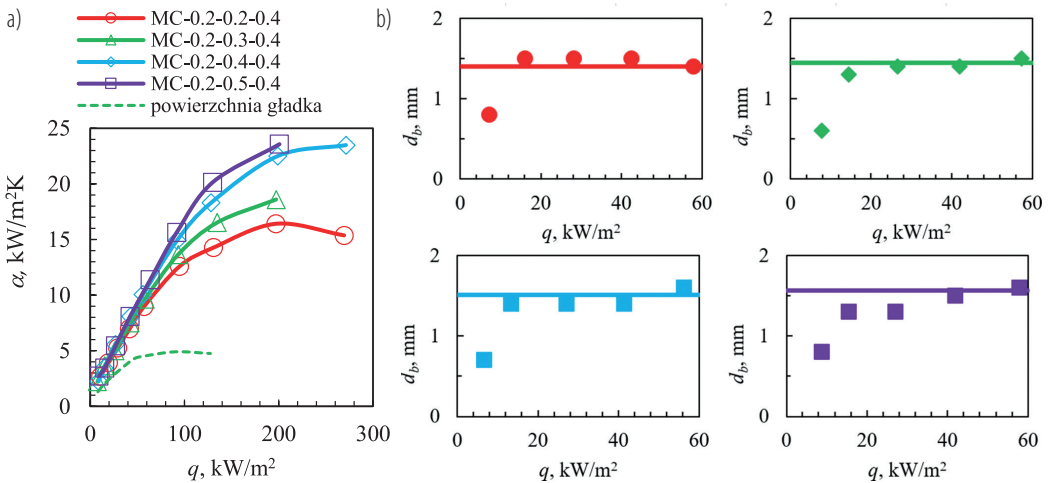 a)
MC-0.2-0.2-0.4
MC-0.2-0.3-0.4
MC-0.2-0.4-0.4
MC-0.2-0.5-0.4
powierzchnia gładka
25
20
15
10
5
0
α, kW/m²K
0 100 200 300
q, kW/m²
b)
2
1
0
d_b, mm
0 20 40 60
q, kW/m²
2
1
0
d_b, mm
0 20 40 60
q, kW/m²
2
1
0
d_b, mm
0 20 40 60
q, kW/m²
2
1
0
d_b, mm
0 20 40 60
q, kW/m²